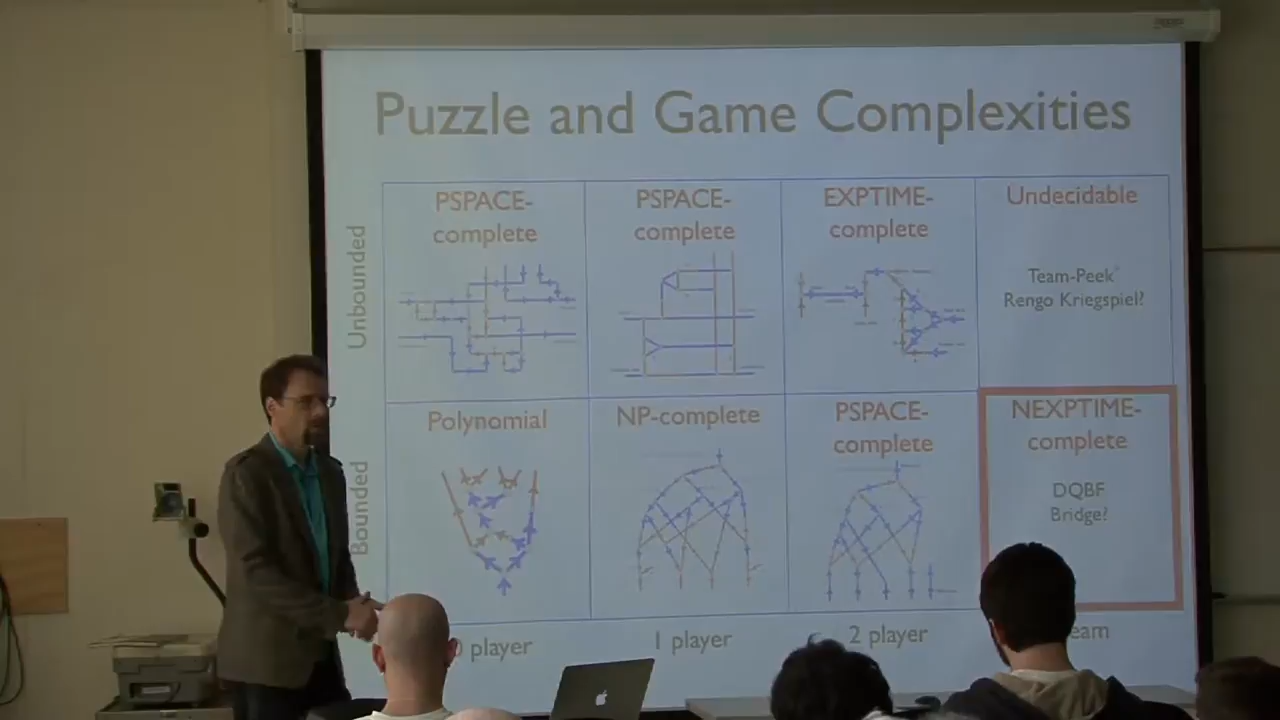 Puzzle and Game Complexities
Unbounded
PSPACE-
complete
PSPACE-
complete
EXPTIME-
complete
Undecidable
Team-Peek
Rengo Kriegspiel?
Bounded
Polynomial
NP-complete
PSPACE-
complete
NEXPTIME-
complete
DQBF
Bridge?
player
1 player
2 player
eam